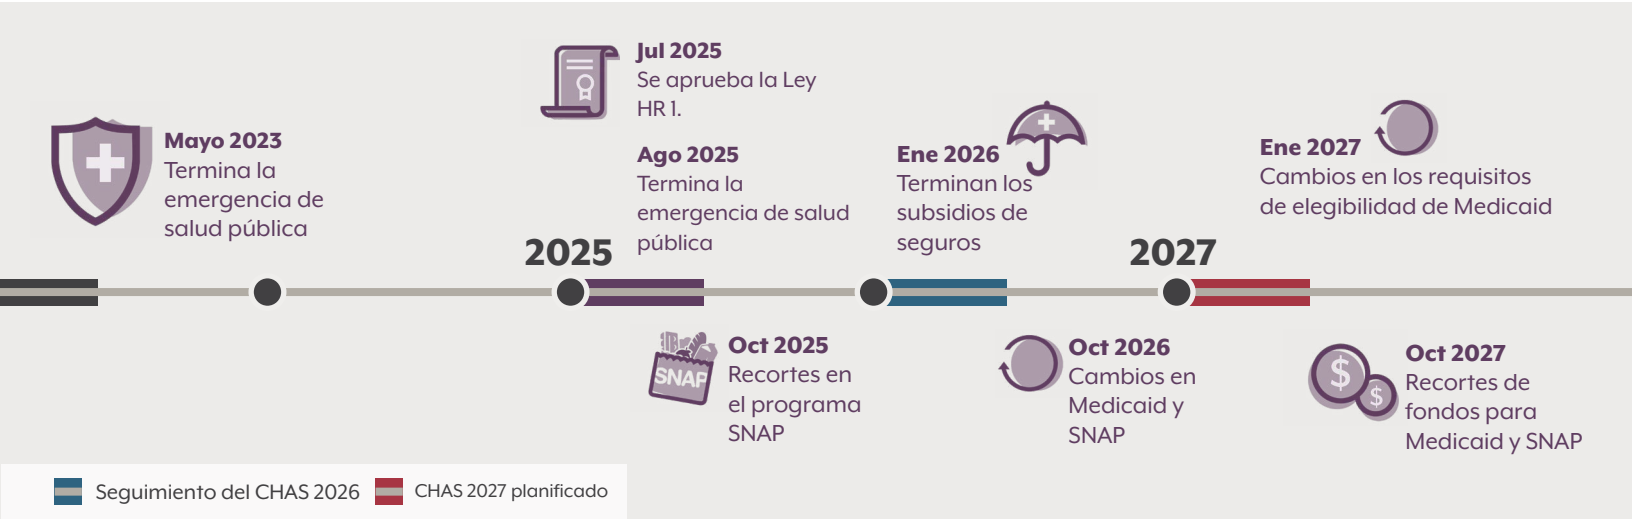 Mayo 2023
Termina la
emergencia de
salud pública
Jul 2025
Se aprueba la Ley
HR 1.
Ago 2025
Termina la
emergencia de salud
pública
Ene 2026
Terminan los
subsidios de
seguros
Ene 2027
Cambios en los requisitos
de elegibilidad de Medicaid
2025
2027
SNAP
Oct 2025
Recortes en
el programa
SNAP
Oct 2026
Cambios en
Medicaid y
SNAP
$
$
Oct 2027
Recortes de
fondos para
Medicaid y SNAP
Seguimiento del CHAS 2026
CHAS 2027 planificado